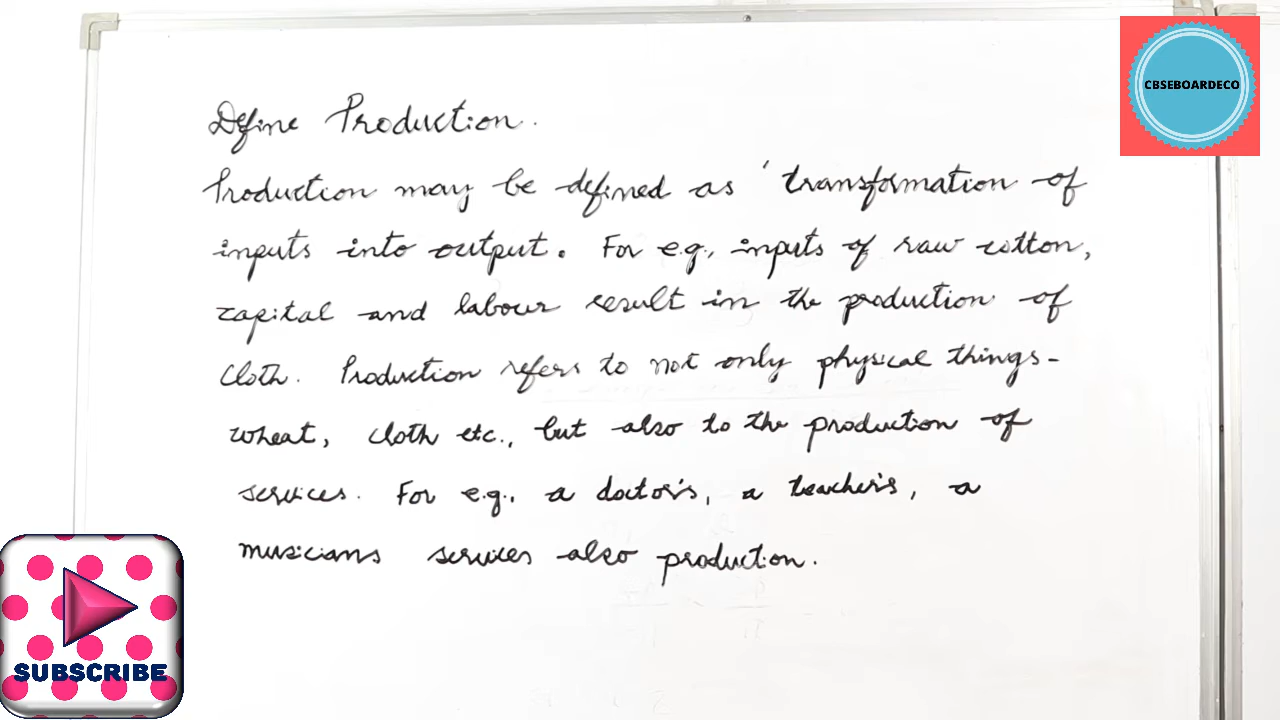 CBSEBOARDECO
Define Production.
Production may be defined as ' transformation of
inputs into output. For e.g., inputs of raw cotton,
capital and labour result in the production of
cloth. Production refers to not only physical things-
wheat, cloth etc., but also to the production of
services. For e.g., a doctor's, a teacher's, a
musicians services also production.
SUBSCRIBE